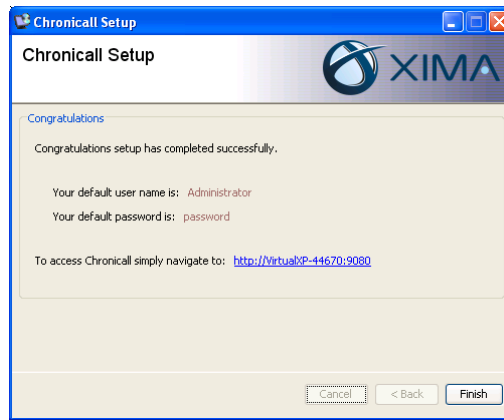 Chronicall Setup
Chronicall Setup
XIMA
Congratulations
Congratulations setup has completed successfully.
Your default user name is: Administrator
Your default password is: password
To access Chronicall simply navigate to: http://VirtualXP-44670:9080
Cancel
< Back
Finish